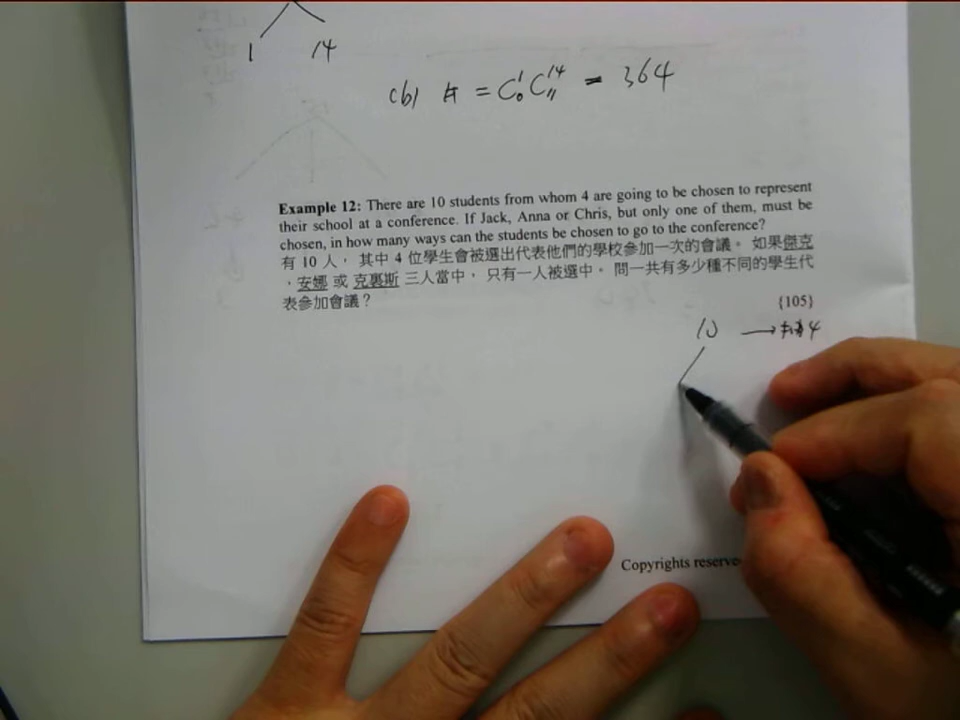 1 14
(b) # = C¹₀ C¹⁴₁₁ = 364
Example 12: There are 10 students from whom 4 are going to be chosen to represent
their school at a conference. If Jack, Anna or Chris, but only one of them, must be
chosen, in how many ways can the students be chosen to go to the conference?
有 10 人， 其中 4 位學生會被選出代表他們的學校參加一次的會議。 如果傑克
，安娜 或 克裏斯 三人當中， 只有一人被選中。 問一共有多少種不同的學生代
表參加會議？
{105}
10 → 4
Copyrights reserve